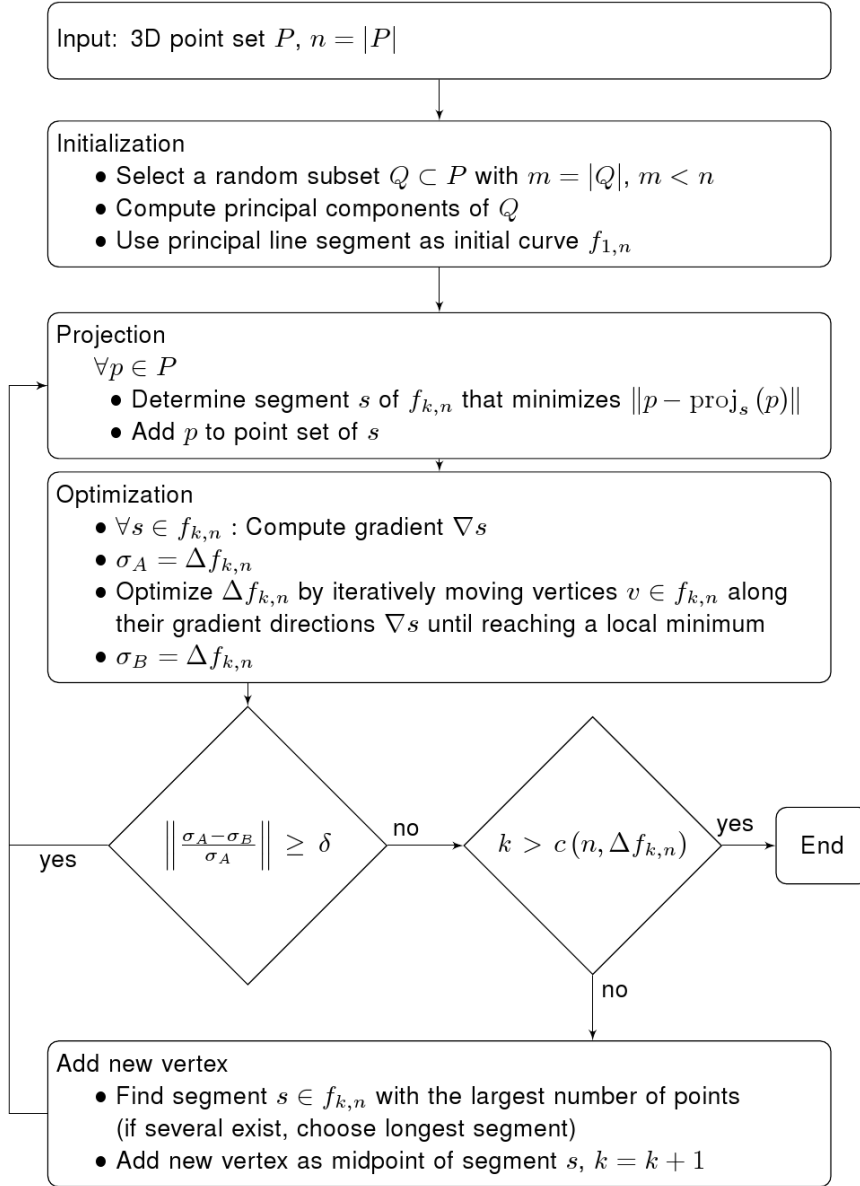 Input: 3D point set P, n = |P|
Initialization
• Select a random subset Q ⊂ P with m = |Q|, m < n
• Compute principal components of Q
• Use principal line segment as initial curve f₁,ₙ
Projection
∀p ∈ P
• Determine segment s of f_{k,n} that minimizes ‖p − proj_s (p)‖
• Add p to point set of s
Optimization
• ∀s ∈ f_{k,n} : Compute gradient ∇s
• σ_A = Δf_{k,n}
• Optimize Δf_{k,n} by iteratively moving vertices v ∈ f_{k,n} along
their gradient directions ∇s until reaching a local minimum
• σ_B = Δf_{k,n}
‖(σ_A−σ_B)/σ_A‖ ≥ δ
yes
no
k > c (n, Δf_{k,n})
yes
End
no
Add new vertex
• Find segment s ∈ f_{k,n} with the largest number of points
(if several exist, choose longest segment)
• Add new vertex as midpoint of segment s, k = k + 1